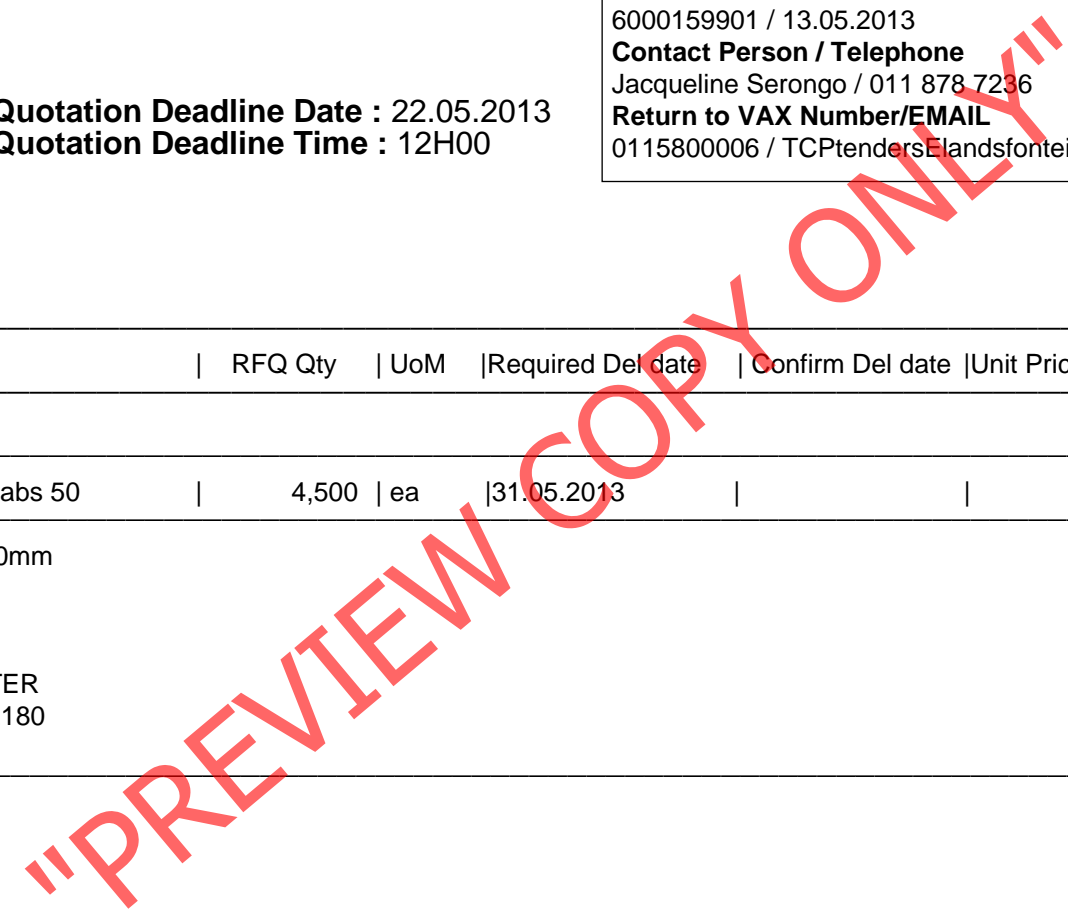 6000159901 / 13.05.2013
Contact Person / Telephone
Jacqueline Serongo / 011 878 7236
Return to VAX Number/EMAIL
0115800006 / TCPtendersElandsfontei
Quotation Deadline Date : 22.05.2013
Quotation Deadline Time : 12H00
| RFQ Qty | UoM |Required Del date | Confirm Del date |Unit Pric
abs 50 | 4,500 | ea |31.05.2013 | |
0mm
TER
180
"PREVIEW COPY ONLY"